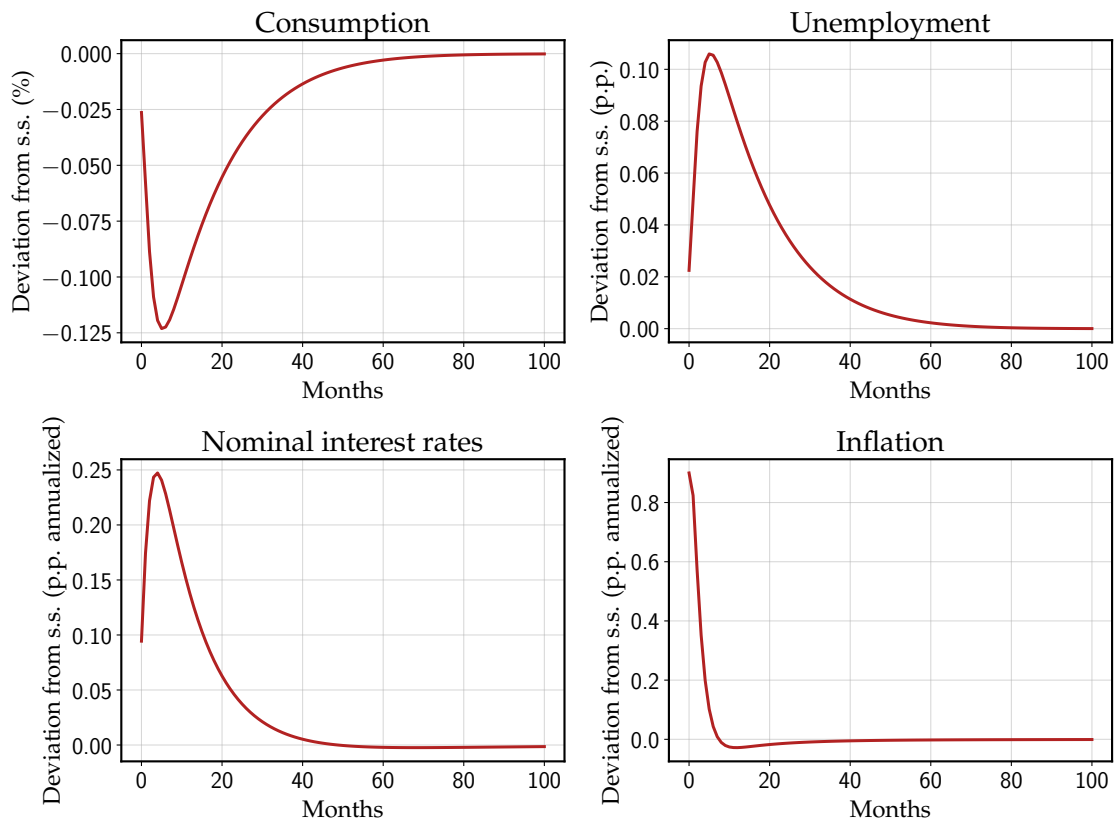 Consumption
Deviation from s.s. (%)
0.000
−0.025
−0.050
−0.075
−0.100
−0.125
0 20 40 60 80 100
Months
Unemployment
Deviation from s.s. (p.p.)
0.10
0.08
0.06
0.04
0.02
0.00
0 20 40 60 80 100
Months
Nominal interest rates
Deviation from s.s. (p.p. annualized)
0.25
0.20
0.15
0.10
0.05
0.00
0 20 40 60 80 100
Months
Inflation
Deviation from s.s. (p.p. annualized)
0.8
0.6
0.4
0.2
0.0
0 20 40 60 80 100
Months